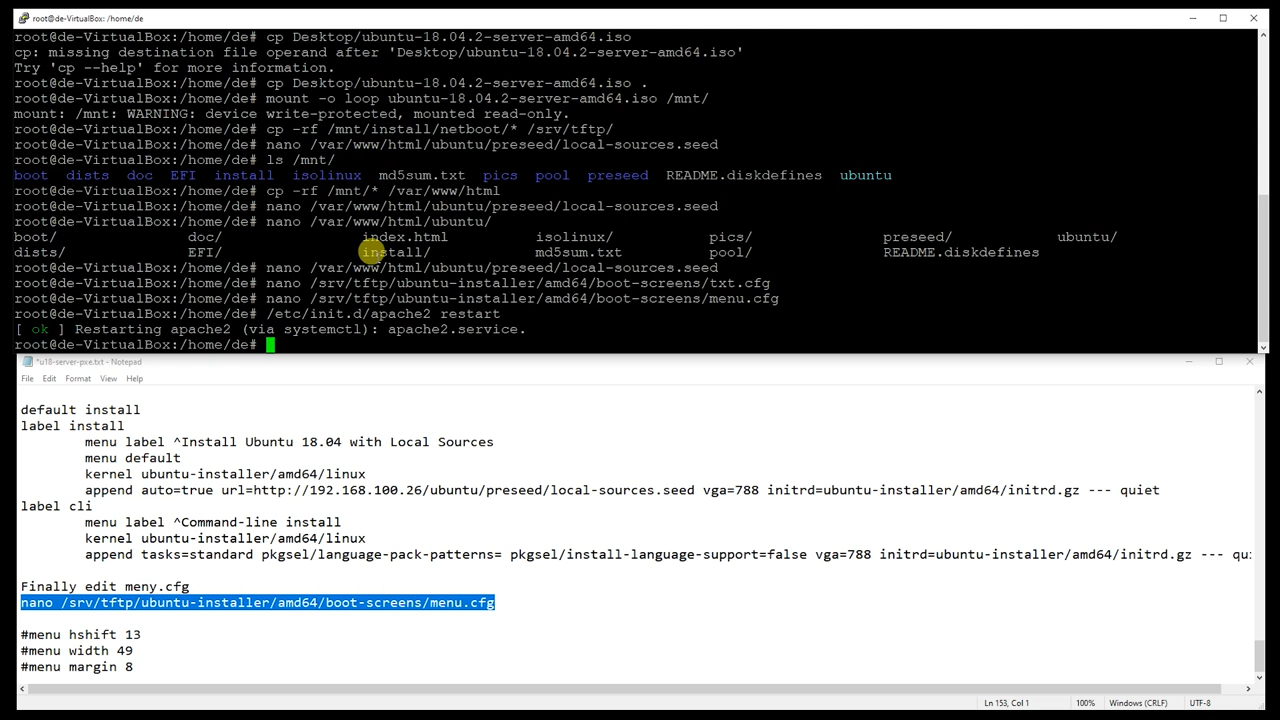 root@de-VirtualBox: /home/de
root@de-VirtualBox:/home/de# cp Desktop/ubuntu-18.04.2-server-amd64.iso
cp: missing destination file operand after 'Desktop/ubuntu-18.04.2-server-amd64.iso'
Try 'cp --help' for more information.
root@de-VirtualBox:/home/de# cp Desktop/ubuntu-18.04.2-server-amd64.iso .
root@de-VirtualBox:/home/de# mount -o loop ubuntu-18.04.2-server-amd64.iso /mnt/
mount: /mnt: WARNING: device write-protected, mounted read-only.
root@de-VirtualBox:/home/de# cp -rf /mnt/install/netboot/* /srv/tftp/
root@de-VirtualBox:/home/de# nano /var/www/html/ubuntu/preseed/local-sources.seed
root@de-VirtualBox:/home/de# ls /mnt/
boot dists doc EFI install isolinux md5sum.txt pics pool preseed README.diskdefines ubuntu
root@de-VirtualBox:/home/de# cp -rf /mnt/* /var/www/html
root@de-VirtualBox:/home/de# nano /var/www/html/ubuntu/preseed/local-sources.seed
root@de-VirtualBox:/home/de# nano /var/www/html/ubuntu/
boot/ doc/ index.html isolinux/ pics/ preseed/ ubuntu/
dists/ EFI/ install/ md5sum.txt pool/ README.diskdefines
root@de-VirtualBox:/home/de# nano /var/www/html/ubuntu/preseed/local-sources.seed
root@de-VirtualBox:/home/de# nano /srv/tftp/ubuntu-installer/amd64/boot-screens/txt.cfg
root@de-VirtualBox:/home/de# nano /srv/tftp/ubuntu-installer/amd64/boot-screens/menu.cfg
root@de-VirtualBox:/home/de# /etc/init.d/apache2 restart
[ ok ] Restarting apache2 (via systemctl): apache2.service.
root@de-VirtualBox:/home/de#
*u18-server-pxe.txt - Notepad
File Edit Format View Help
default install
label install
menu label ^Install Ubuntu 18.04 with Local Sources
menu default
kernel ubuntu-installer/amd64/linux
append auto=true url=http://192.168.100.26/ubuntu/preseed/local-sources.seed vga=788 initrd=ubuntu-installer/amd64/initrd.gz --- quiet
label cli
menu label ^Command-line install
kernel ubuntu-installer/amd64/linux
append tasks=standard pkgsel/language-pack-patterns= pkgsel/install-language-support=false vga=788 initrd=ubuntu-installer/amd64/initrd.gz --- qui
Finally edit meny.cfg
nano /srv/tftp/ubuntu-installer/amd64/boot-screens/menu.cfg
#menu hshift 13
#menu width 49
#menu margin 8
Ln 153, Col 1 100% Windows (CRLF) UTF-8